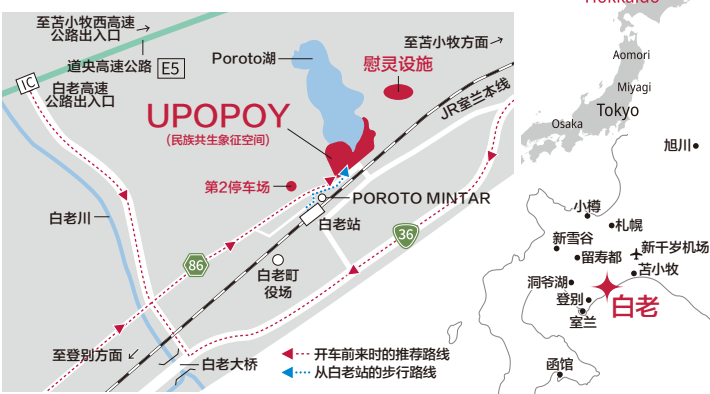 至苫小牧西高速
公路出入口
道央高速公路 E5
IC
白老高速
公路出入口
Poroto湖
至苫小牧方面
慰灵设施
UPOPOY
(民族共生象征空间)
JR室兰本线
第2停车场
POROTO MINTAR
白老川
白老站
36
86
白老町
役场
至登别方面
白老大桥
开车前来时的推荐路线
从白老站的步行路线
Hokkaido
Aomori
Miyagi
Tokyo
Osaka
旭川
小樽
札幌
新雪谷
新千岁机场
留寿都
苫小牧
洞爷湖
登别
白老
室兰
函馆